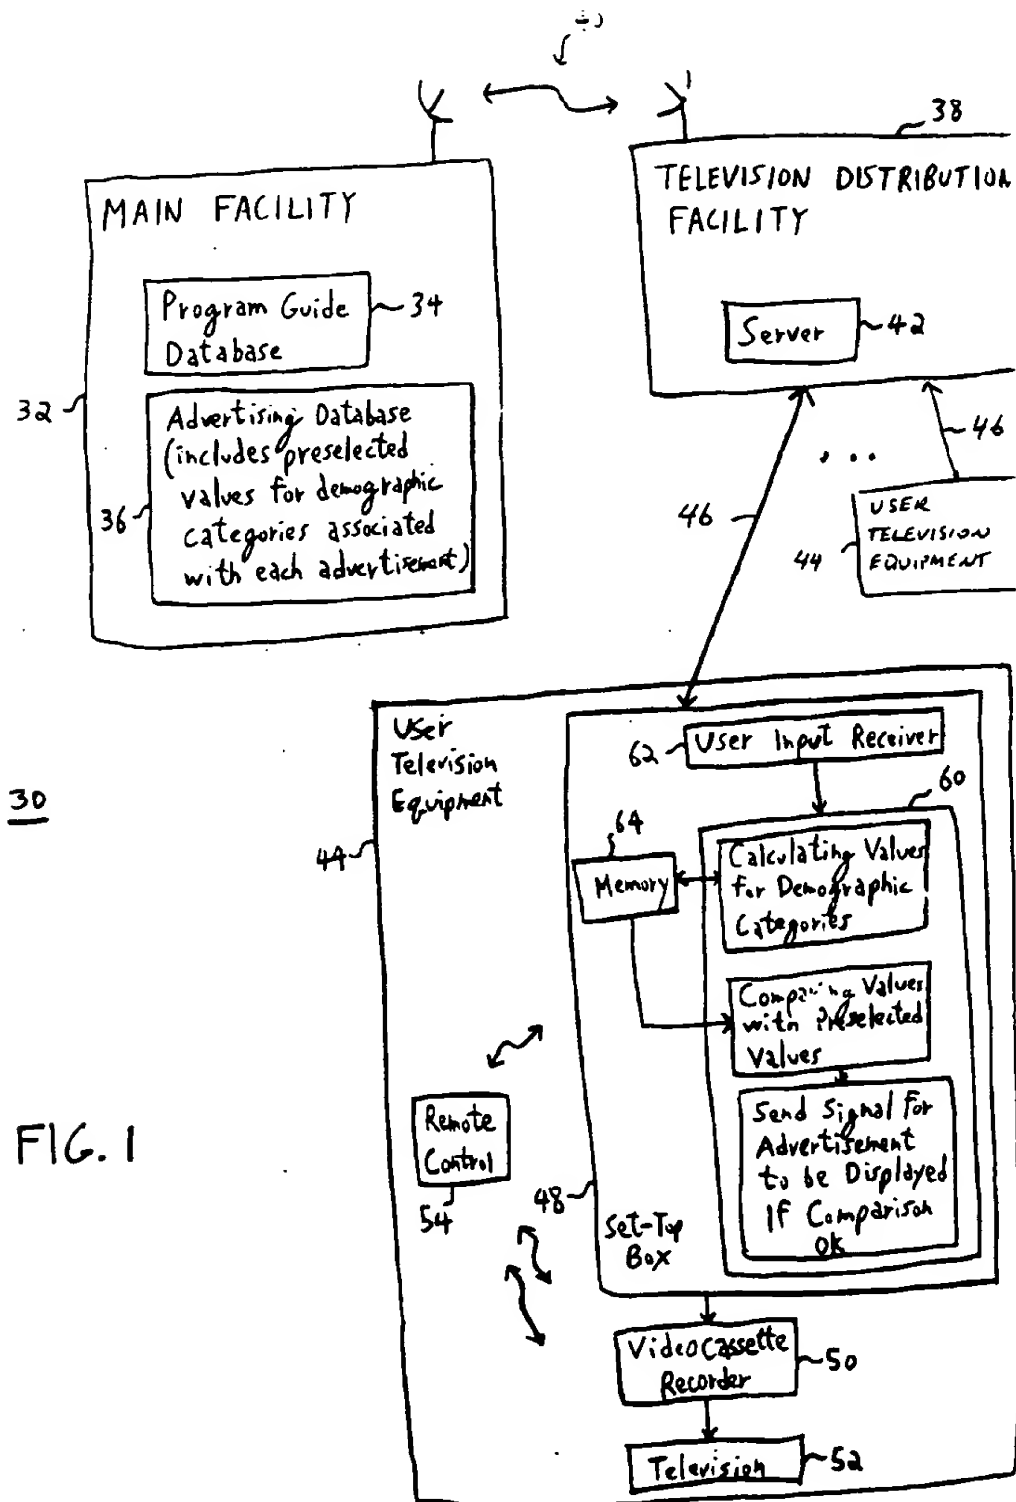 38
MAIN FACILITY
TELEVISION DISTRIBUTION
FACILITY
Program Guide
Database
34
Server
42
32
Advertising Database
(includes preselected
values for demographic
categories associated
with each advertisement)
36
46
...
46
USER
TELEVISION
EQUIPMENT
44
User
Television
Equipment
62
User Input Receiver
60
30
44
64
Memory
Calculating Values
for Demographic
Categories
Comparing Values
with Preselected
Values
FIG. 1
Remote
Control
54
Send Signal For
Advertisement
to be Displayed
If Comparison
OK
48
Set-Top
Box
VideoCassette
Recorder
50
Television
52